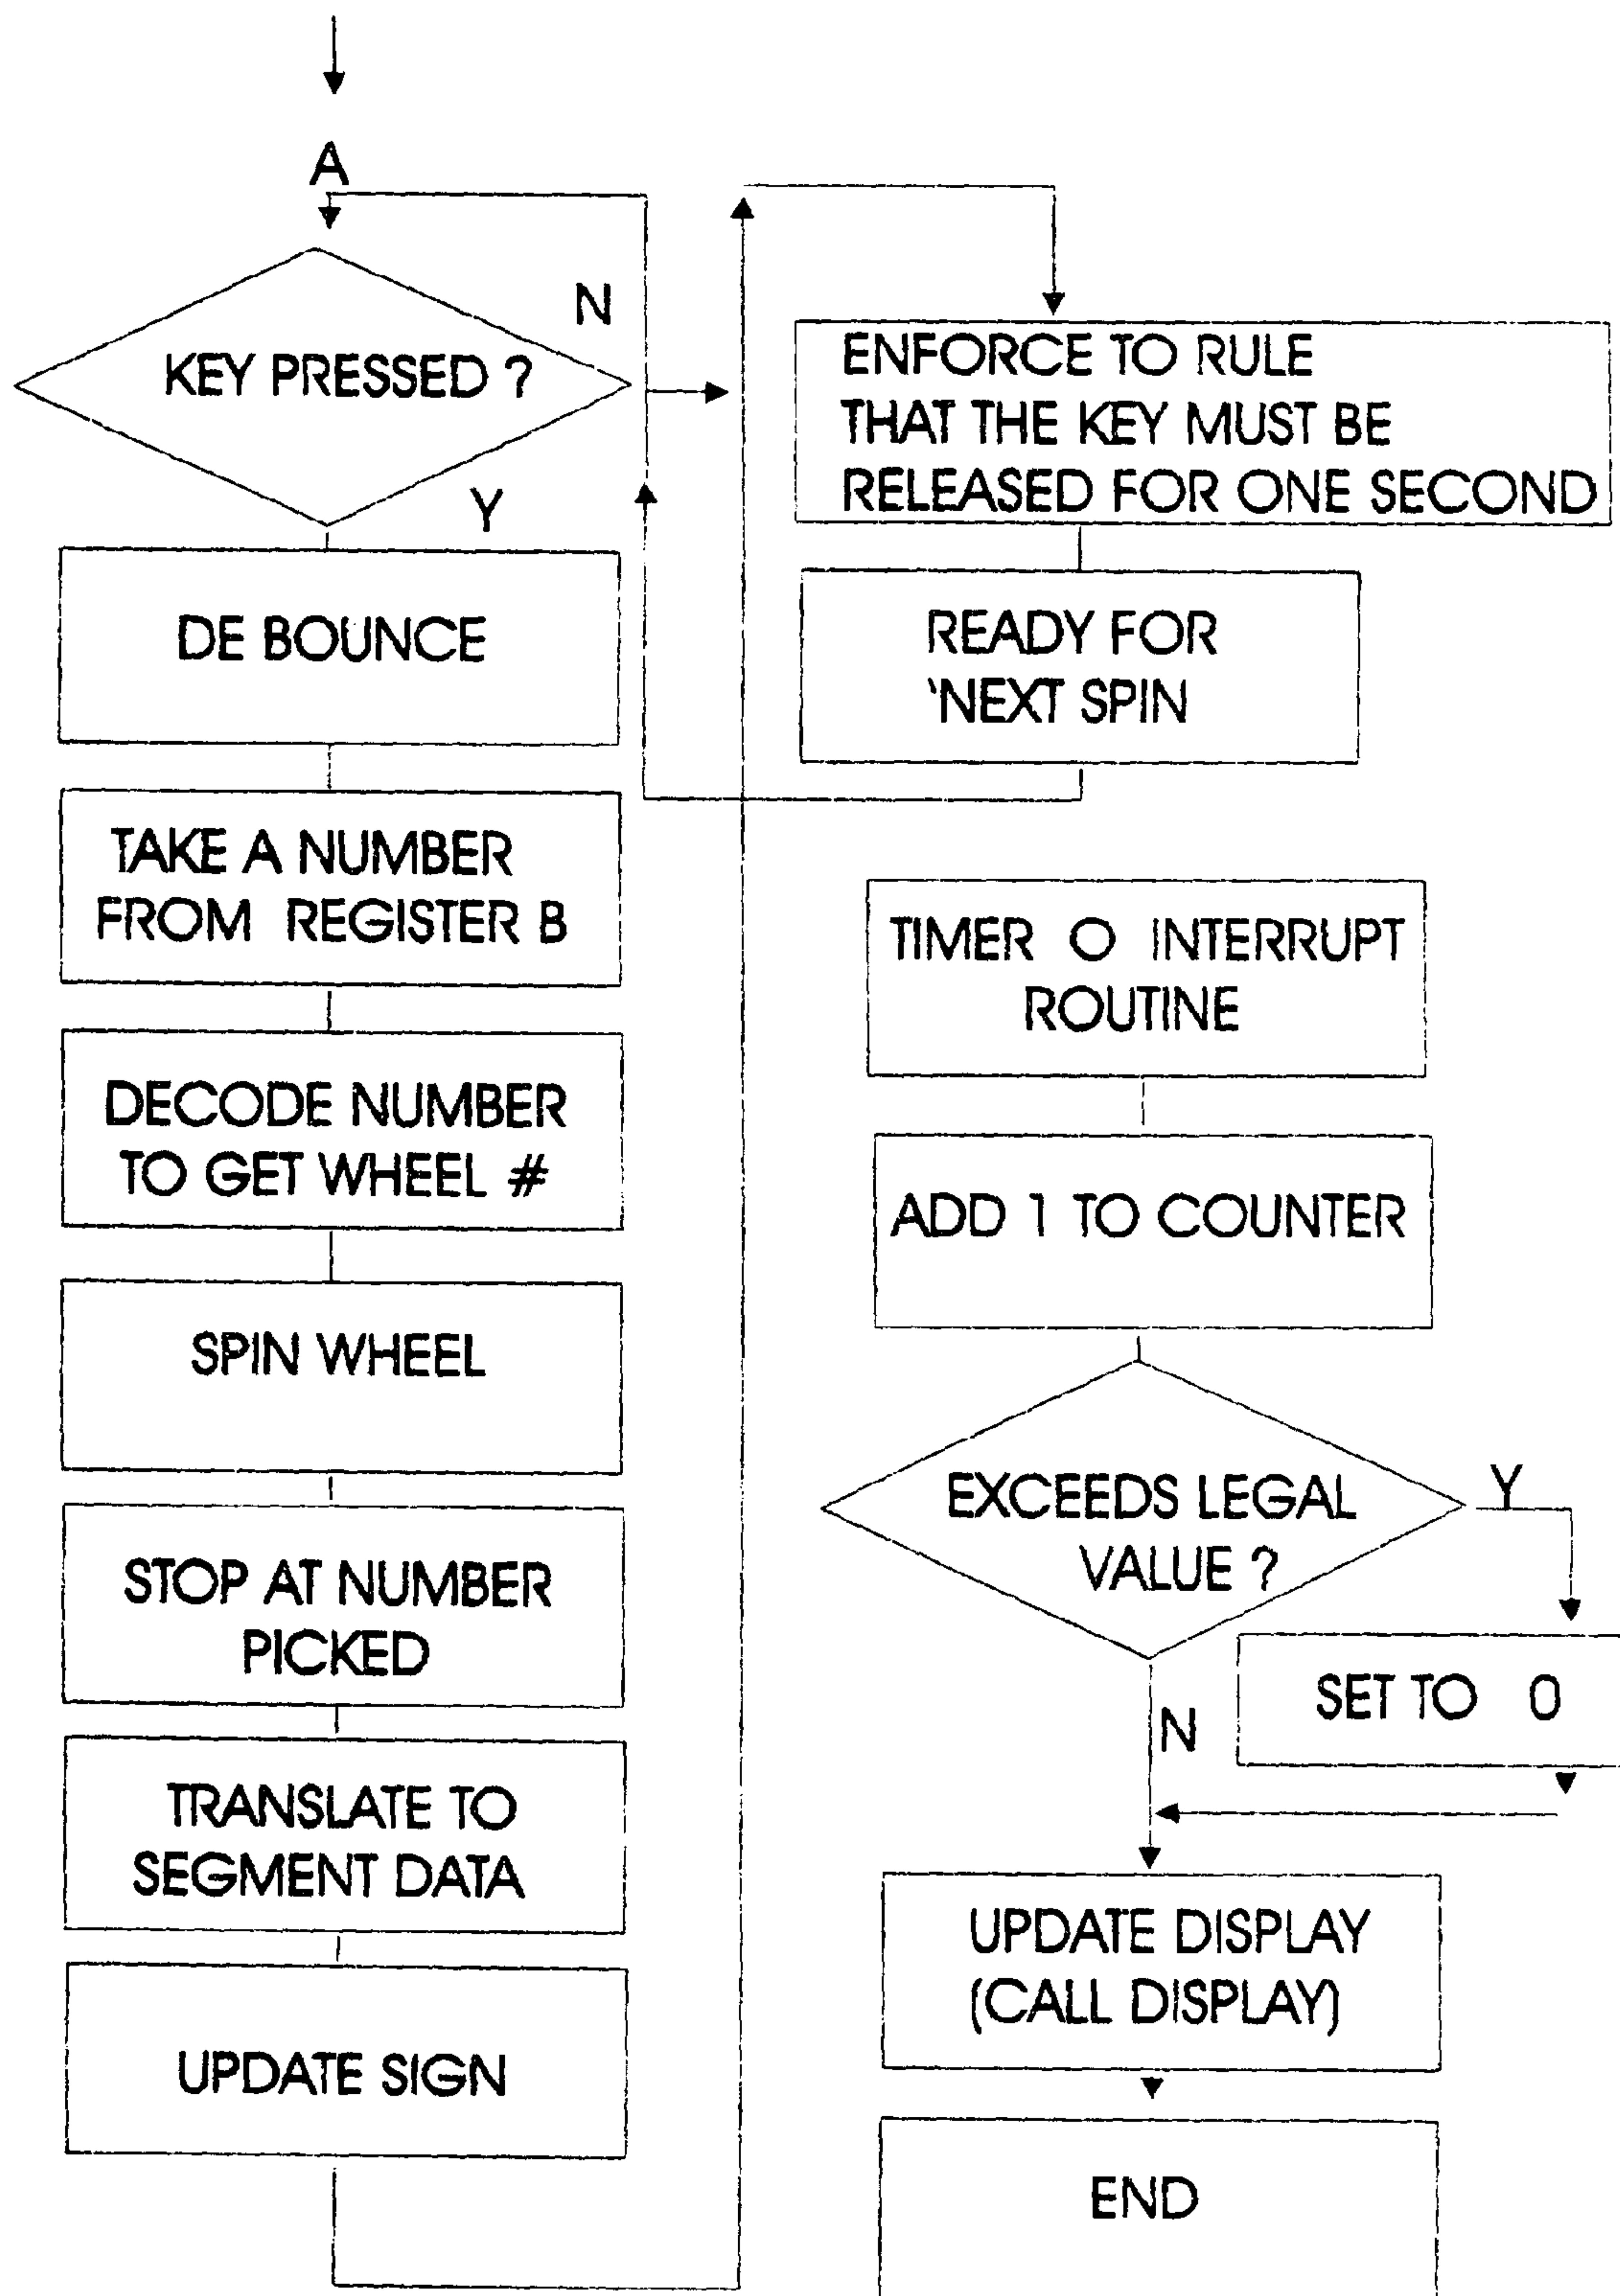 A
KEY PRESSED ?
N
Y
DE BOUNCE
TAKE A NUMBER
FROM REGISTER B
DECODE NUMBER
TO GET WHEEL #
SPIN WHEEL
STOP AT NUMBER
PICKED
TRANSLATE TO
SEGMENT DATA
UPDATE SIGN
ENFORCE TO RULE
THAT THE KEY MUST BE
RELEASED FOR ONE SECOND
READY FOR
'NEXT SPIN
TIMER O INTERRUPT
ROUTINE
ADD 1 TO COUNTER
EXCEEDS LEGAL
VALUE ?
Y
SET TO 0
N
UPDATE DISPLAY
(CALL DISPLAY)
END